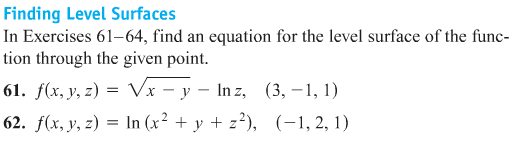 Finding Level Surfaces
In Exercises 61–64, find an equation for the level surface of the func-
tion through the given point.
61. f(x, y, z) = √(x − y) − ln z, (3, −1, 1)
62. f(x, y, z) = ln (x² + y + z²), (−1, 2, 1)